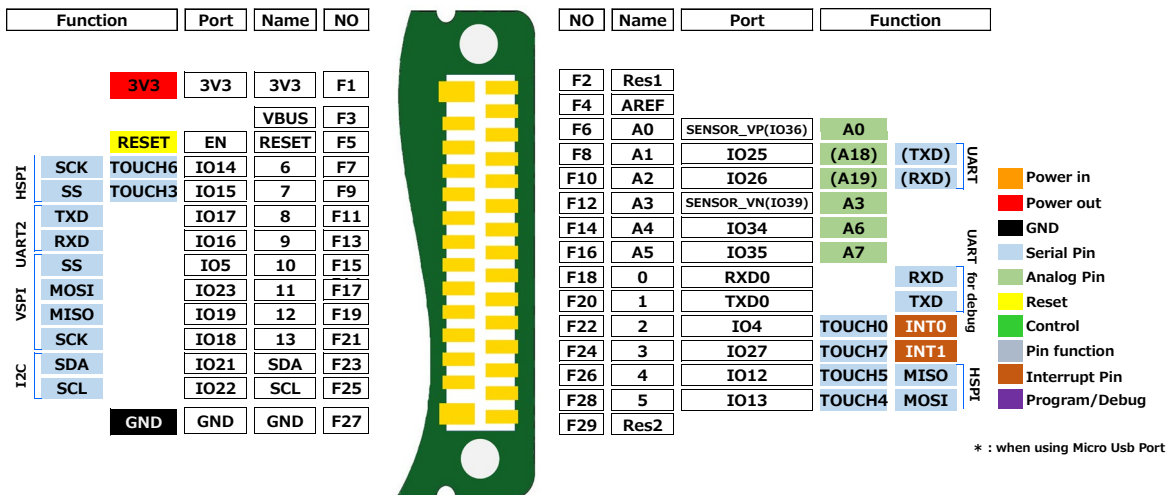 Function Port Name NO
3V3 3V3 3V3 F1
VBUS F3
RESET EN RESET F5
HSPI
SCK TOUCH6 IO14 6 F7
SS TOUCH3 IO15 7 F9
UART2
TXD IO17 8 F11
RXD IO16 9 F13
VSPI
SS IO5 10 F15
MOSI IO23 11 F17
MISO IO19 12 F19
SCK IO18 13 F21
I2C
SDA IO21 SDA F23
SCL IO22 SCL F25
GND GND GND F27
NO Name Port Function
F2 Res1
F4 AREF
F6 A0 SENSOR_VP(IO36) A0
F8 A1 IO25 (A18) (TXD)
F10 A2 IO26 (A19) (RXD)
UART
F12 A3 SENSOR_VN(IO39) A3
F14 A4 IO34 A6
F16 A5 IO35 A7
F18 0 RXD0 RXD
F20 1 TXD0 TXD
UART for debug
F22 2 IO4 TOUCH0 INT0
F24 3 IO27 TOUCH7 INT1
F26 4 IO12 TOUCH5 MISO
F28 5 IO13 TOUCH4 MOSI
HSPI
F29 Res2
Power in
Power out
GND
Serial Pin
Analog Pin
Reset
Control
Pin function
Interrupt Pin
Program/Debug
* : when using Micro Usb Port